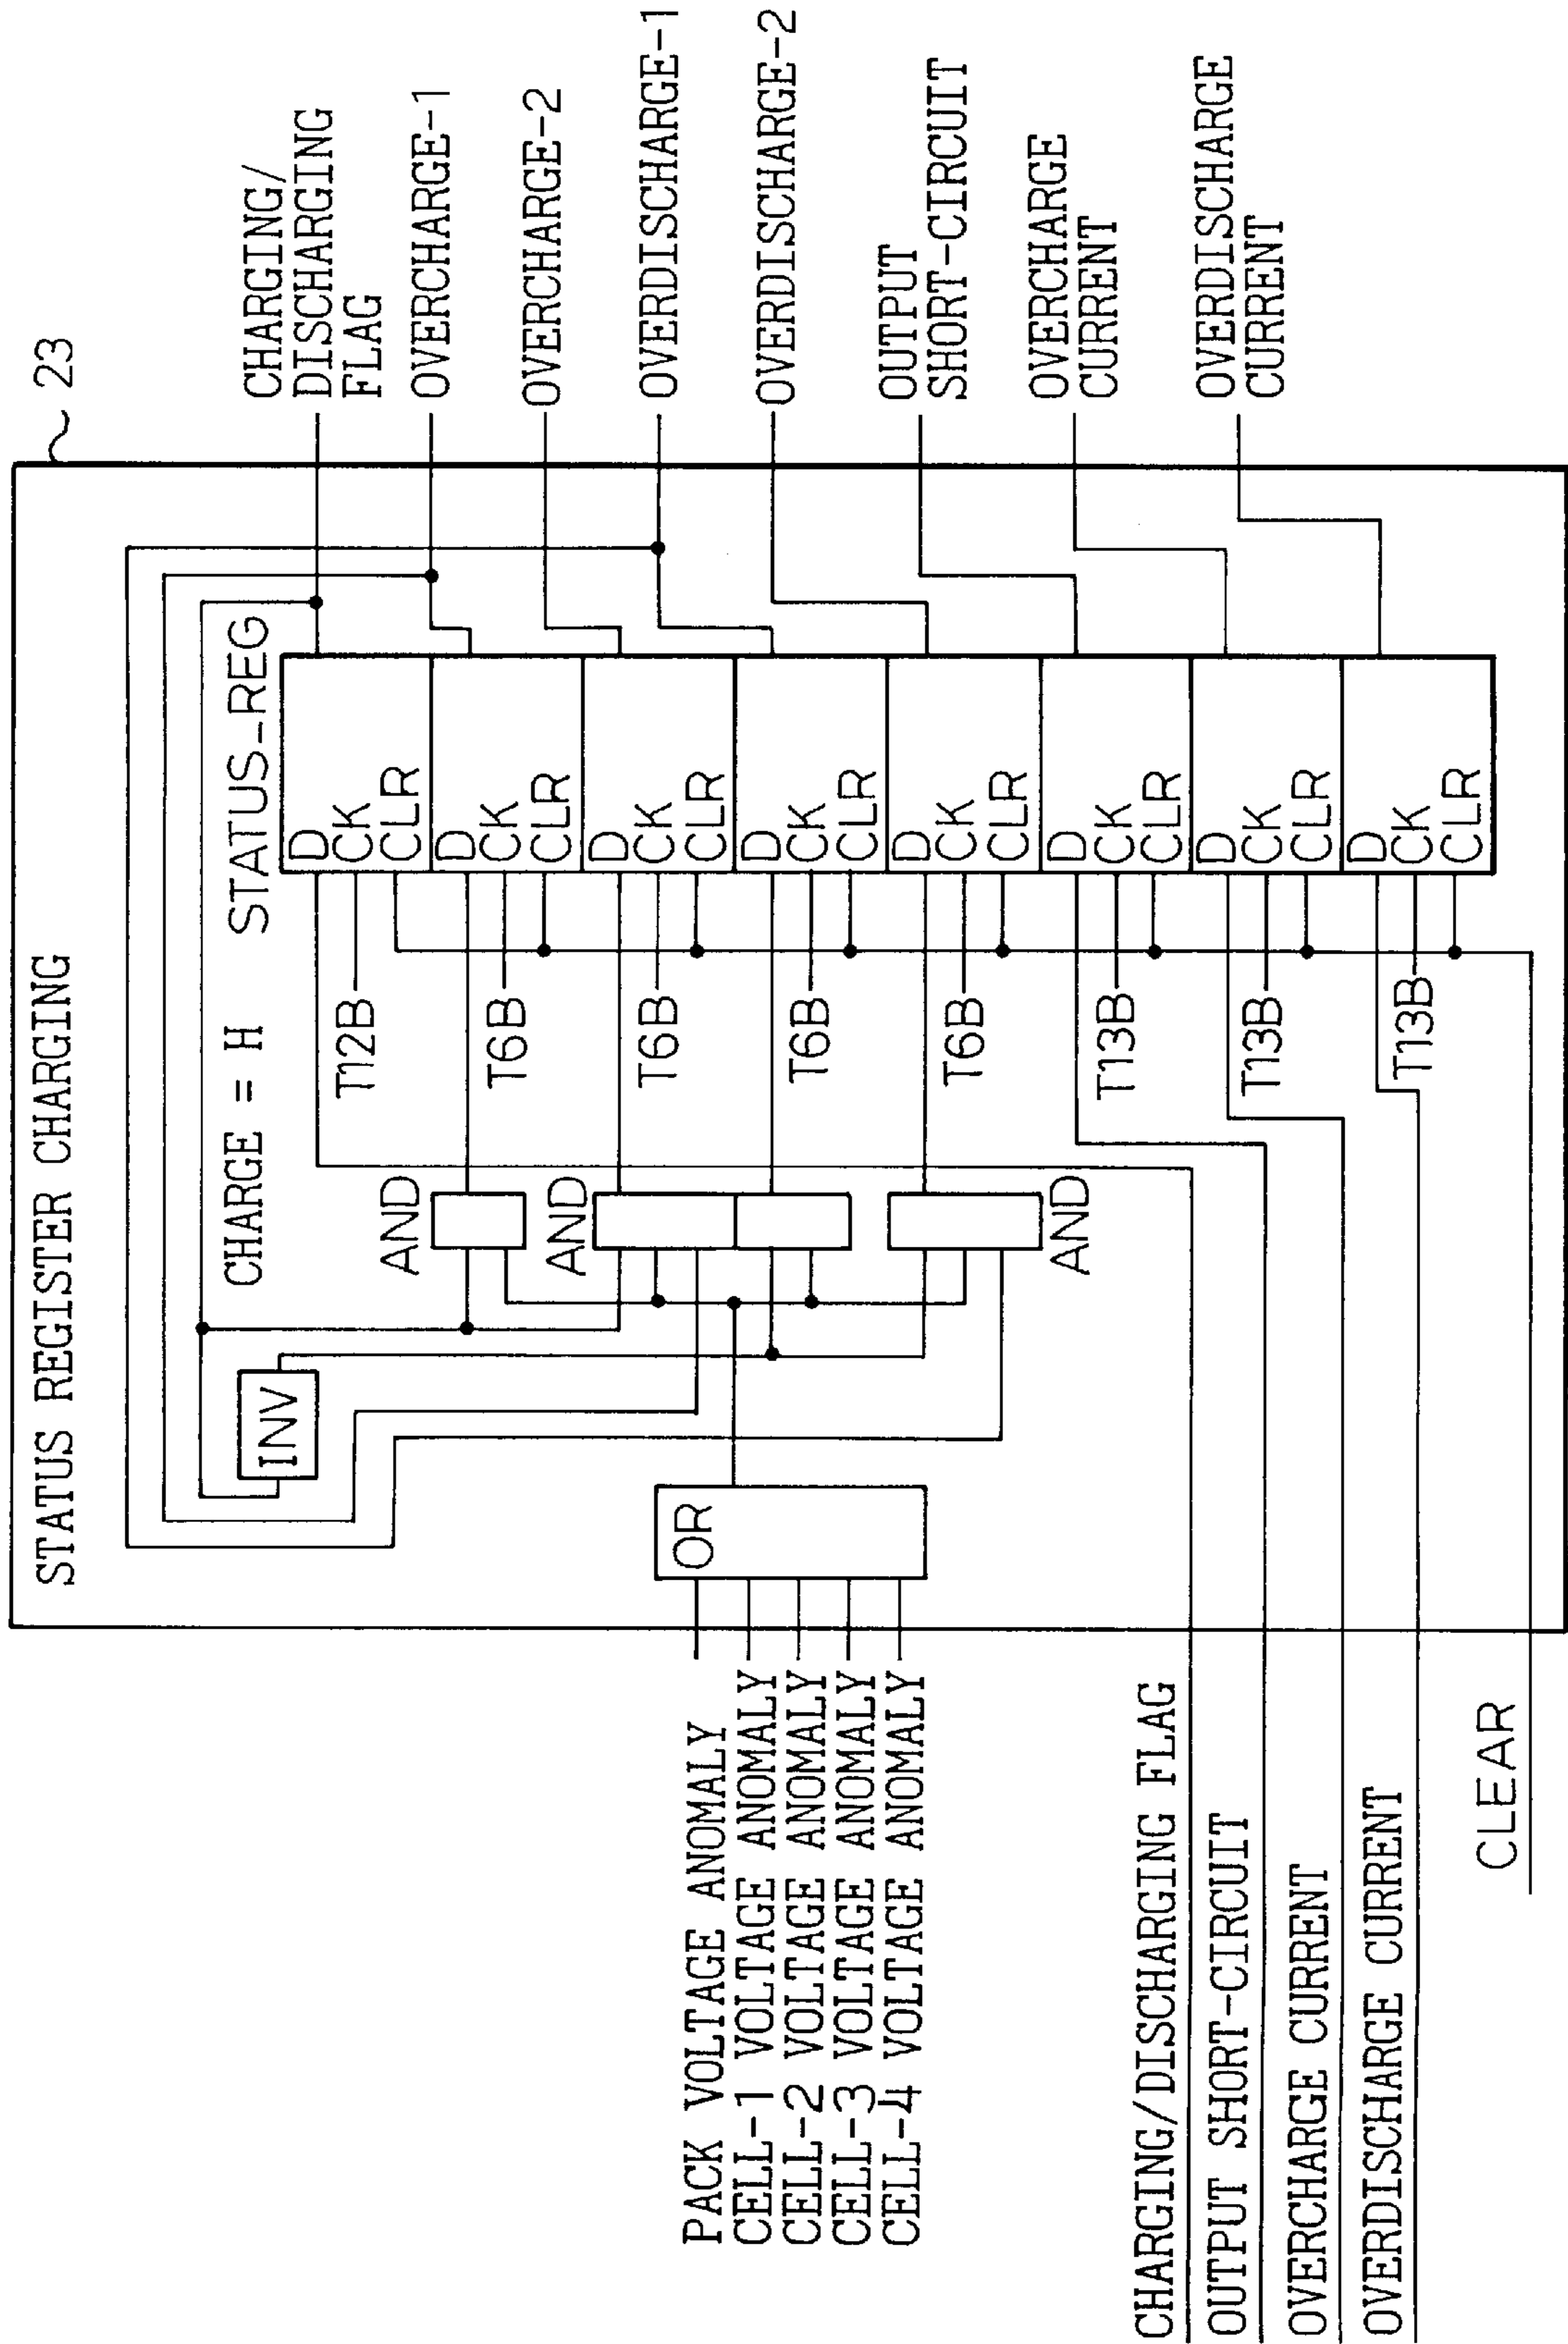 23
STATUS REGISTER CHARGING
CHARGE = H
STATUS_REG
CHARGING/
DISCHARGING
FLAG
OVERCHARGE-1
OVERCHARGE-2
OVERDISCHARGE-1
OVERDISCHARGE-2
OUTPUT
SHORT-CIRCUIT
OVERCHARGE
CURRENT
OVERDISCHARGE
CURRENT
INV
AND
AND
AND
OR
T12B
D
CK
CLR
T6B
D
CK
CLR
T6B
D
CK
CLR
T6B
D
CK
CLR
T6B
D
CK
CLR
T13B
D
CK
CLR
T13B
D
CK
CLR
T13B
D
CK
CLR
PACK VOLTAGE ANOMALY
CELL-1 VOLTAGE ANOMALY
CELL-2 VOLTAGE ANOMALY
CELL-3 VOLTAGE ANOMALY
CELL-4 VOLTAGE ANOMALY
CHARGING/DISCHARGING FLAG
OUTPUT SHORT-CIRCUIT
OVERCHARGE CURRENT
OVERDISCHARGE CURRENT
CLEAR